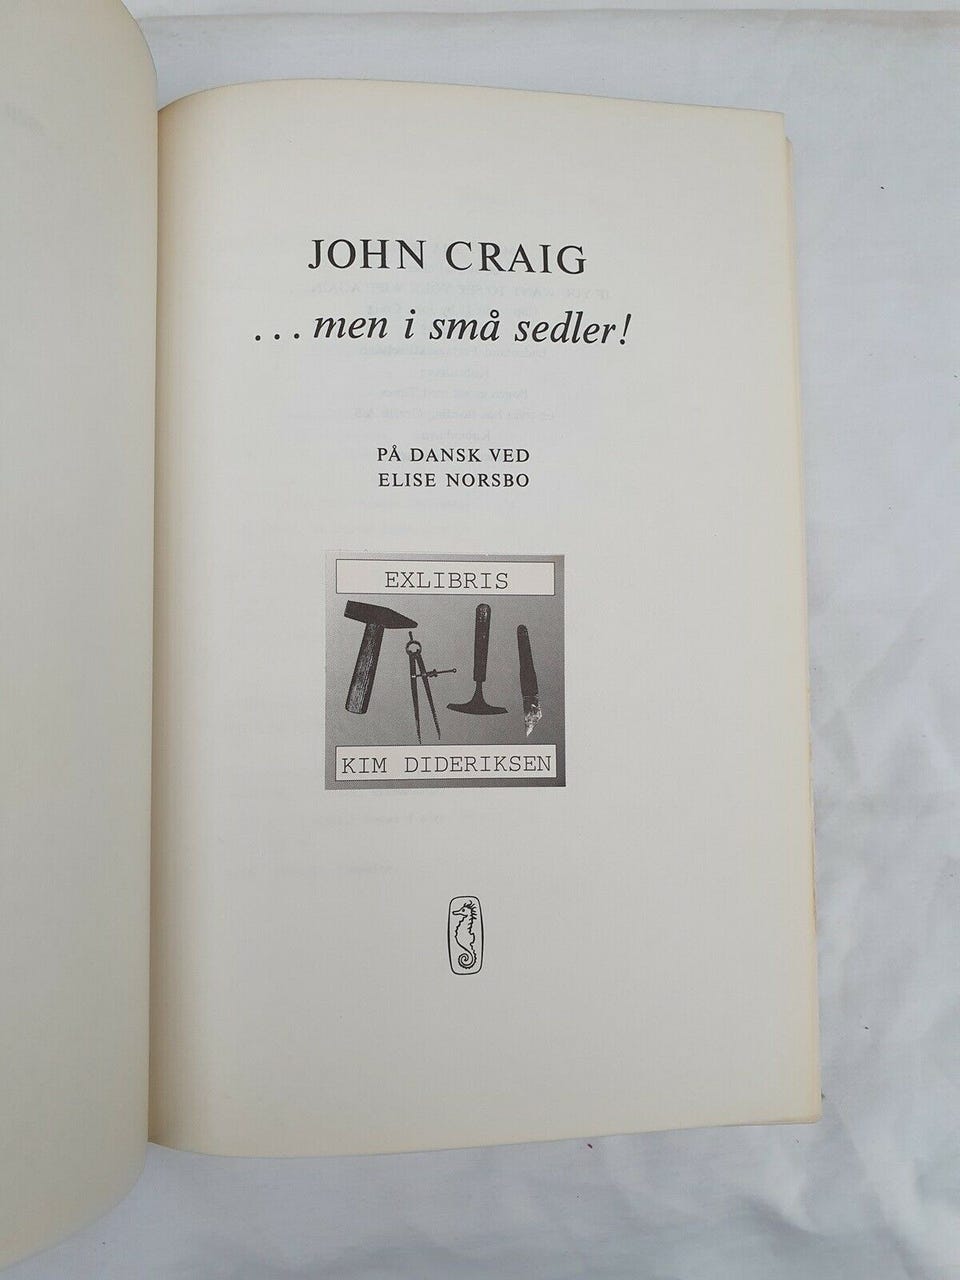 JOHN CRAIG
. . . men i små sedler!
PÅ DANSK VED
ELISE NORSBO
EXLIBRIS
KIM DIDERIKSEN